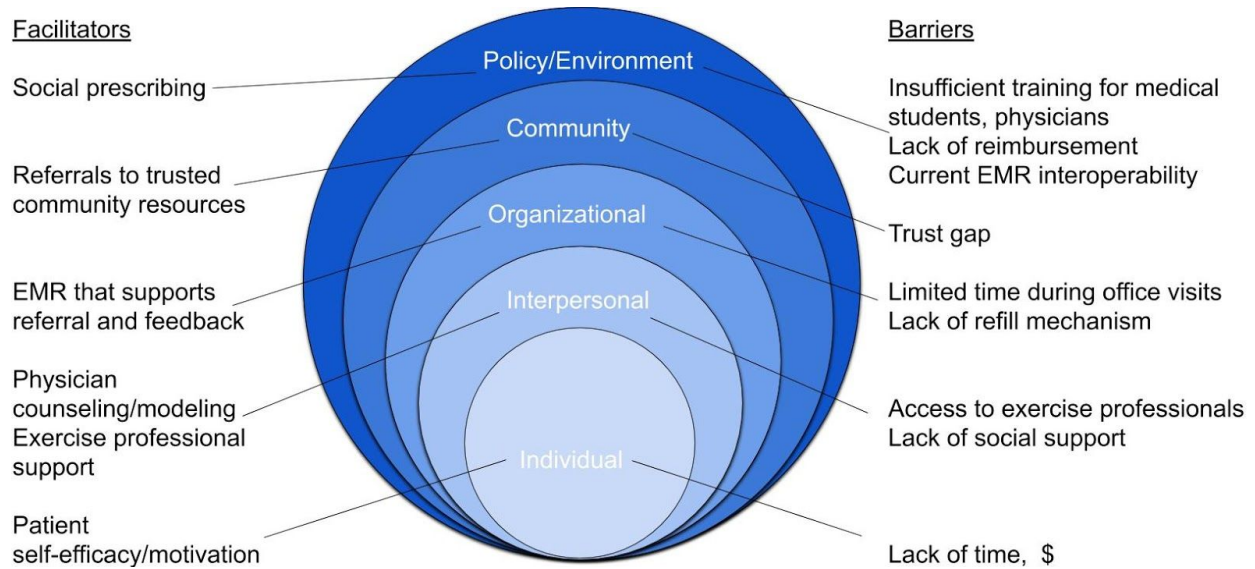 Facilitators
Social prescribing
Referrals to trusted
community resources
EMR that supports
referral and feedback
Physician
counseling/modeling
Exercise professional
support
Patient
self-efficacy/motivation
Policy/Environment
Community
Organizational
Interpersonal
Individual
Barriers
Insufficient training for medical
students, physicians
Lack of reimbursement
Current EMR interoperability
Trust gap
Limited time during office visits
Lack of refill mechanism
Access to exercise professionals
Lack of social support
Lack of time, $